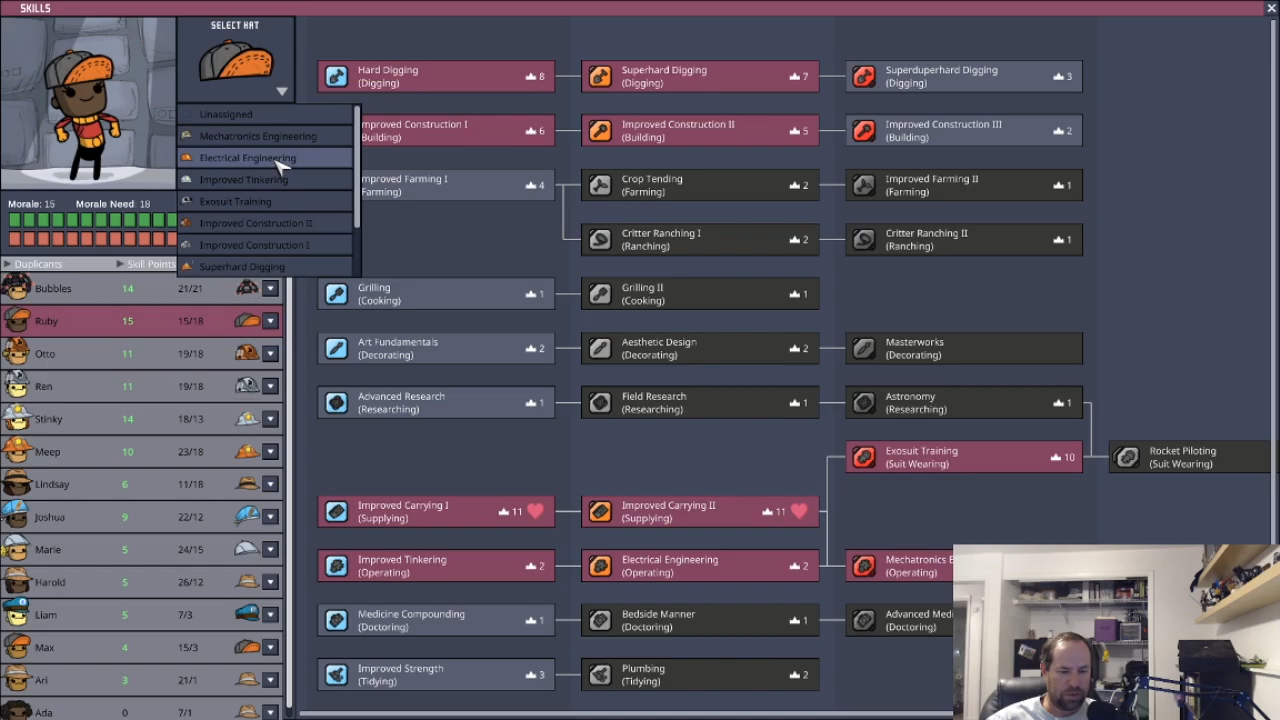 SKILLS
SELECT HAT
Unassigned
Mechatronics Engineering
Electrical Engineering
Improved Tinkering
Exosuit Training
Improved Construction II
Improved Construction I
Superhard Digging
Morale: 15 Morale Need: 18
Duplicants Skill Points
Bubbles 14 21/21
Ruby 15 15/18
Otto 11 19/18
Ren 11 19/18
Stinky 14 18/13
Meep 10 23/18
Lindsay 6 11/18
Joshua 9 22/12
Marie 5 24/15
Harold 5 26/12
Liam 5 7/3
Max 4 15/3
Ari 3 21/1
Ada 0 7/1
Hard Digging
(Digging) 8
Superhard Digging
(Digging) 7
Superduperhard Digging
(Digging) 3
Improved Construction I
(Building) 6
Improved Construction II
(Building) 5
Improved Construction III
(Building) 2
Improved Farming I
(Farming) 4
Crop Tending
(Farming) 2
Improved Farming II
(Farming) 1
Critter Ranching I
(Ranching) 2
Critter Ranching II
(Ranching) 1
Grilling
(Cooking) 1
Grilling II
(Cooking) 1
Art Fundamentals
(Decorating) 2
Aesthetic Design
(Decorating) 2
Masterworks
(Decorating)
Advanced Research
(Researching) 1
Field Research
(Researching) 1
Astronomy
(Researching) 1
Exosuit Training
(Suit Wearing) 10
Rocket Piloting
(Suit Wearing)
Improved Carrying I
(Supplying) 11
Improved Carrying II
(Supplying) 11
Improved Tinkering
(Operating) 2
Electrical Engineering
(Operating) 2
Mechatronics E
(Operating)
Medicine Compounding
(Doctoring) 1
Bedside Manner
(Doctoring) 1
Advanced Medi
(Doctoring)
Improved Strength
(Tidying) 3
Plumbing
(Tidying) 2